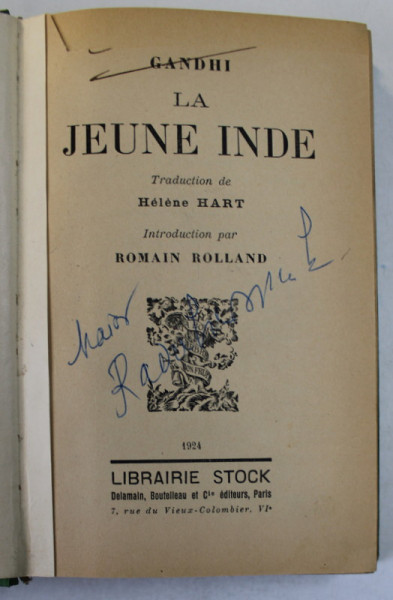 GANDHI
LA
JEUNE INDE
Traduction de
Hélène HART
Introduction par
ROMAIN ROLLAND
1924
LIBRAIRIE STOCK
Delamain, Boutelleau et Cie éditeurs, Paris
7, rue du Vieux-Colombier. VIe